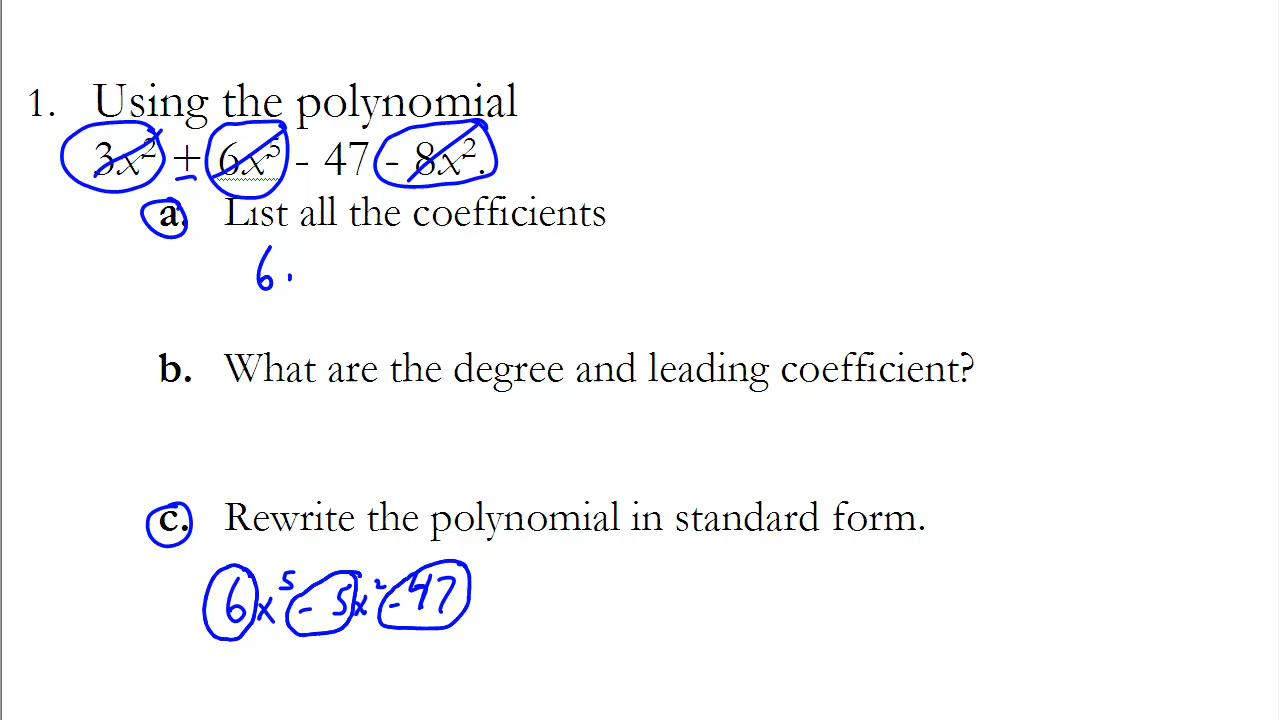 1. Using the polynomial
3x² + 6x⁵ - 47 - 8x².
a. List all the coefficients
6.
b. What are the degree and leading coefficient?
c. Rewrite the polynomial in standard form.
6x⁵ - 5x² - 47